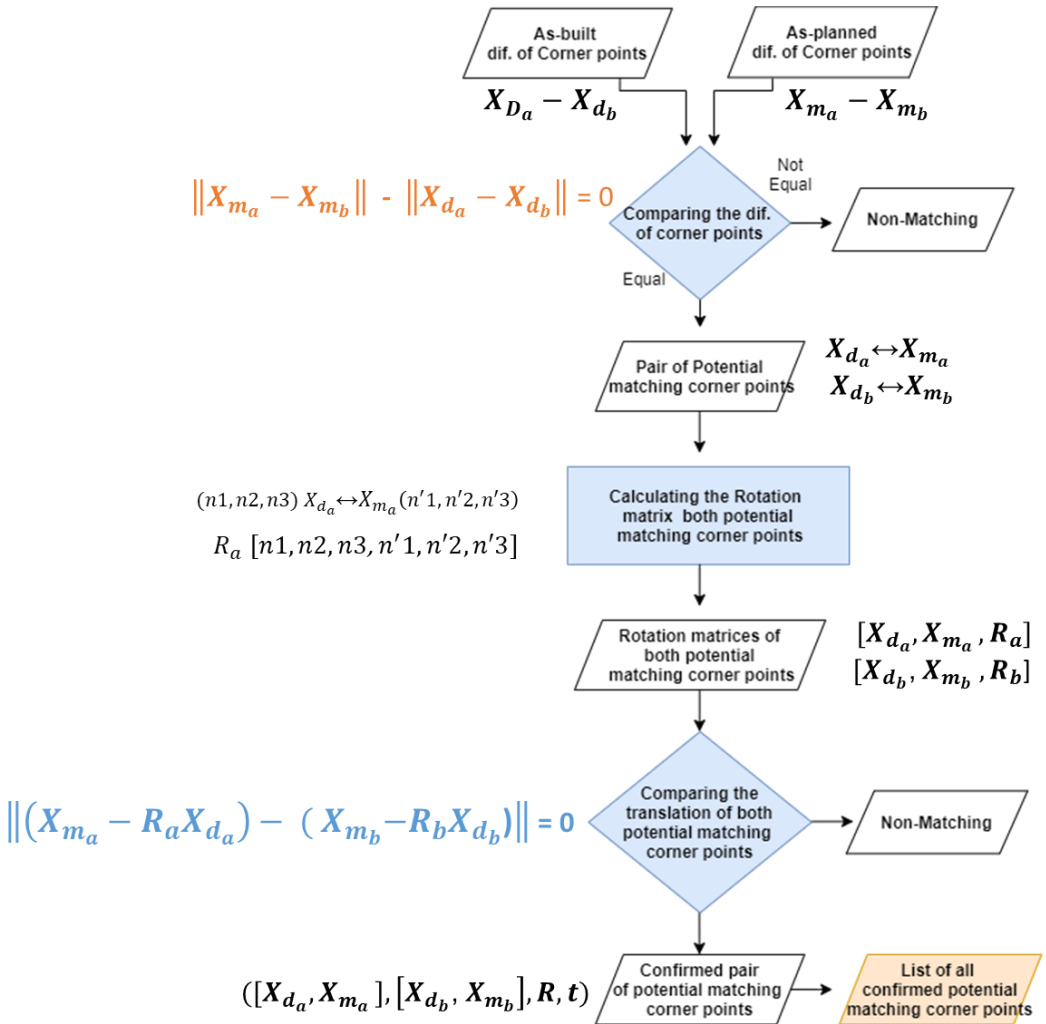 As-built
dif. of Corner points
As-planned
dif. of Corner points
X_{D_a} − X_{d_b}
X_{m_a} − X_{m_b}
‖X_{m_a} − X_{m_b}‖ - ‖X_{d_a} − X_{d_b}‖ = 0
Not
Equal
Comparing the dif.
of corner points
Non-Matching
Equal
Pair of Potential
matching corner points
X_{d_a}↔X_{m_a}
X_{d_b}↔X_{m_b}
(n1, n2, n3) X_{d_a}↔X_{m_a}(n′1, n′2, n′3)
R_a [n1, n2, n3, n′1, n′2, n′3]
Calculating the Rotation
matrix both potential
matching corner points
Rotation matrices of
both potential
matching corner points
[X_{d_a}, X_{m_a}, R_a]
[X_{d_b}, X_{m_b}, R_b]
‖(X_{m_a} − R_aX_{d_a}) − ( X_{m_b}−R_bX_{d_b})‖ = 0
Comparing the
translation of both
potential matching
corner points
Non-Matching
([X_{d_a}, X_{m_a}], [X_{d_b}, X_{m_b}], R, t)
Confirmed pair
of potential matching
corner points
List of all
confirmed potential
matching corner points